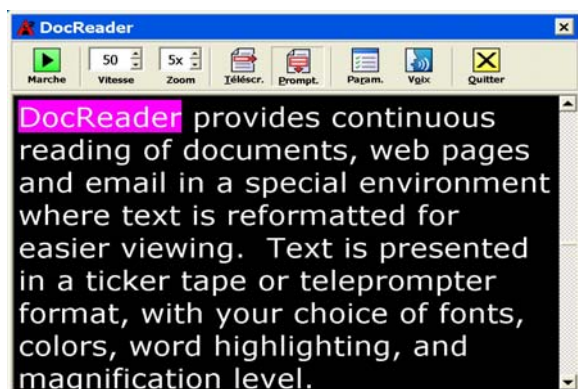 DocReader
50 5x
Marche Vitesse Zoom Téléscr. Prompt. Param. Voix Quitter
DocReader provides continuous
reading of documents, web pages
and email in a special environment
where text is reformatted for
easier viewing. Text is presented
in a ticker tape or teleprompter
format, with your choice of fonts,
colors, word highlighting, and
magnification level.